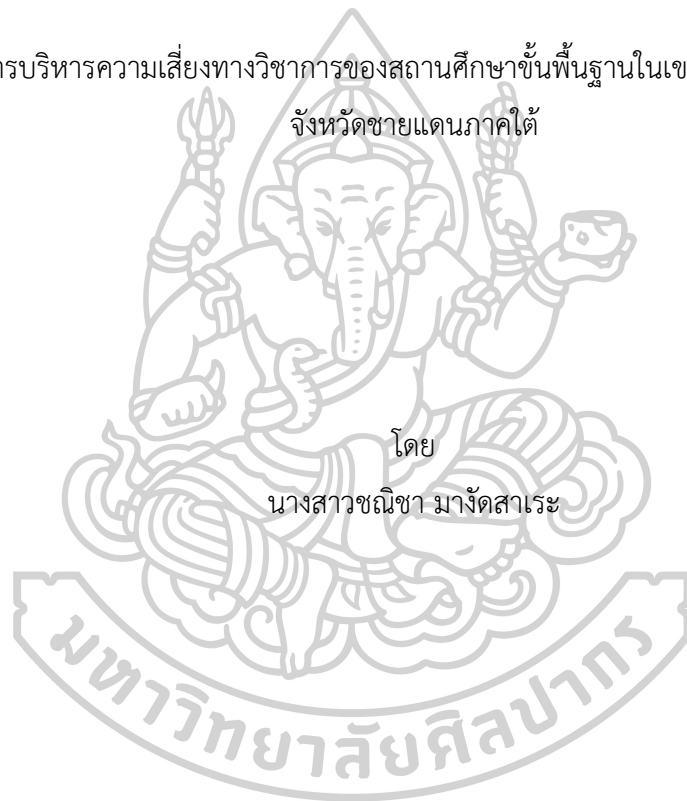 ารบริหารความเสี่ยงทางวิชาการของสถานศึกษาขั้นพื้นฐานในเข
จังหวัดชายแดนภาคใต้
โดย
นางสาวชณิชา มางัดสาเระ
มหาวิทยาลัยศิลปากร